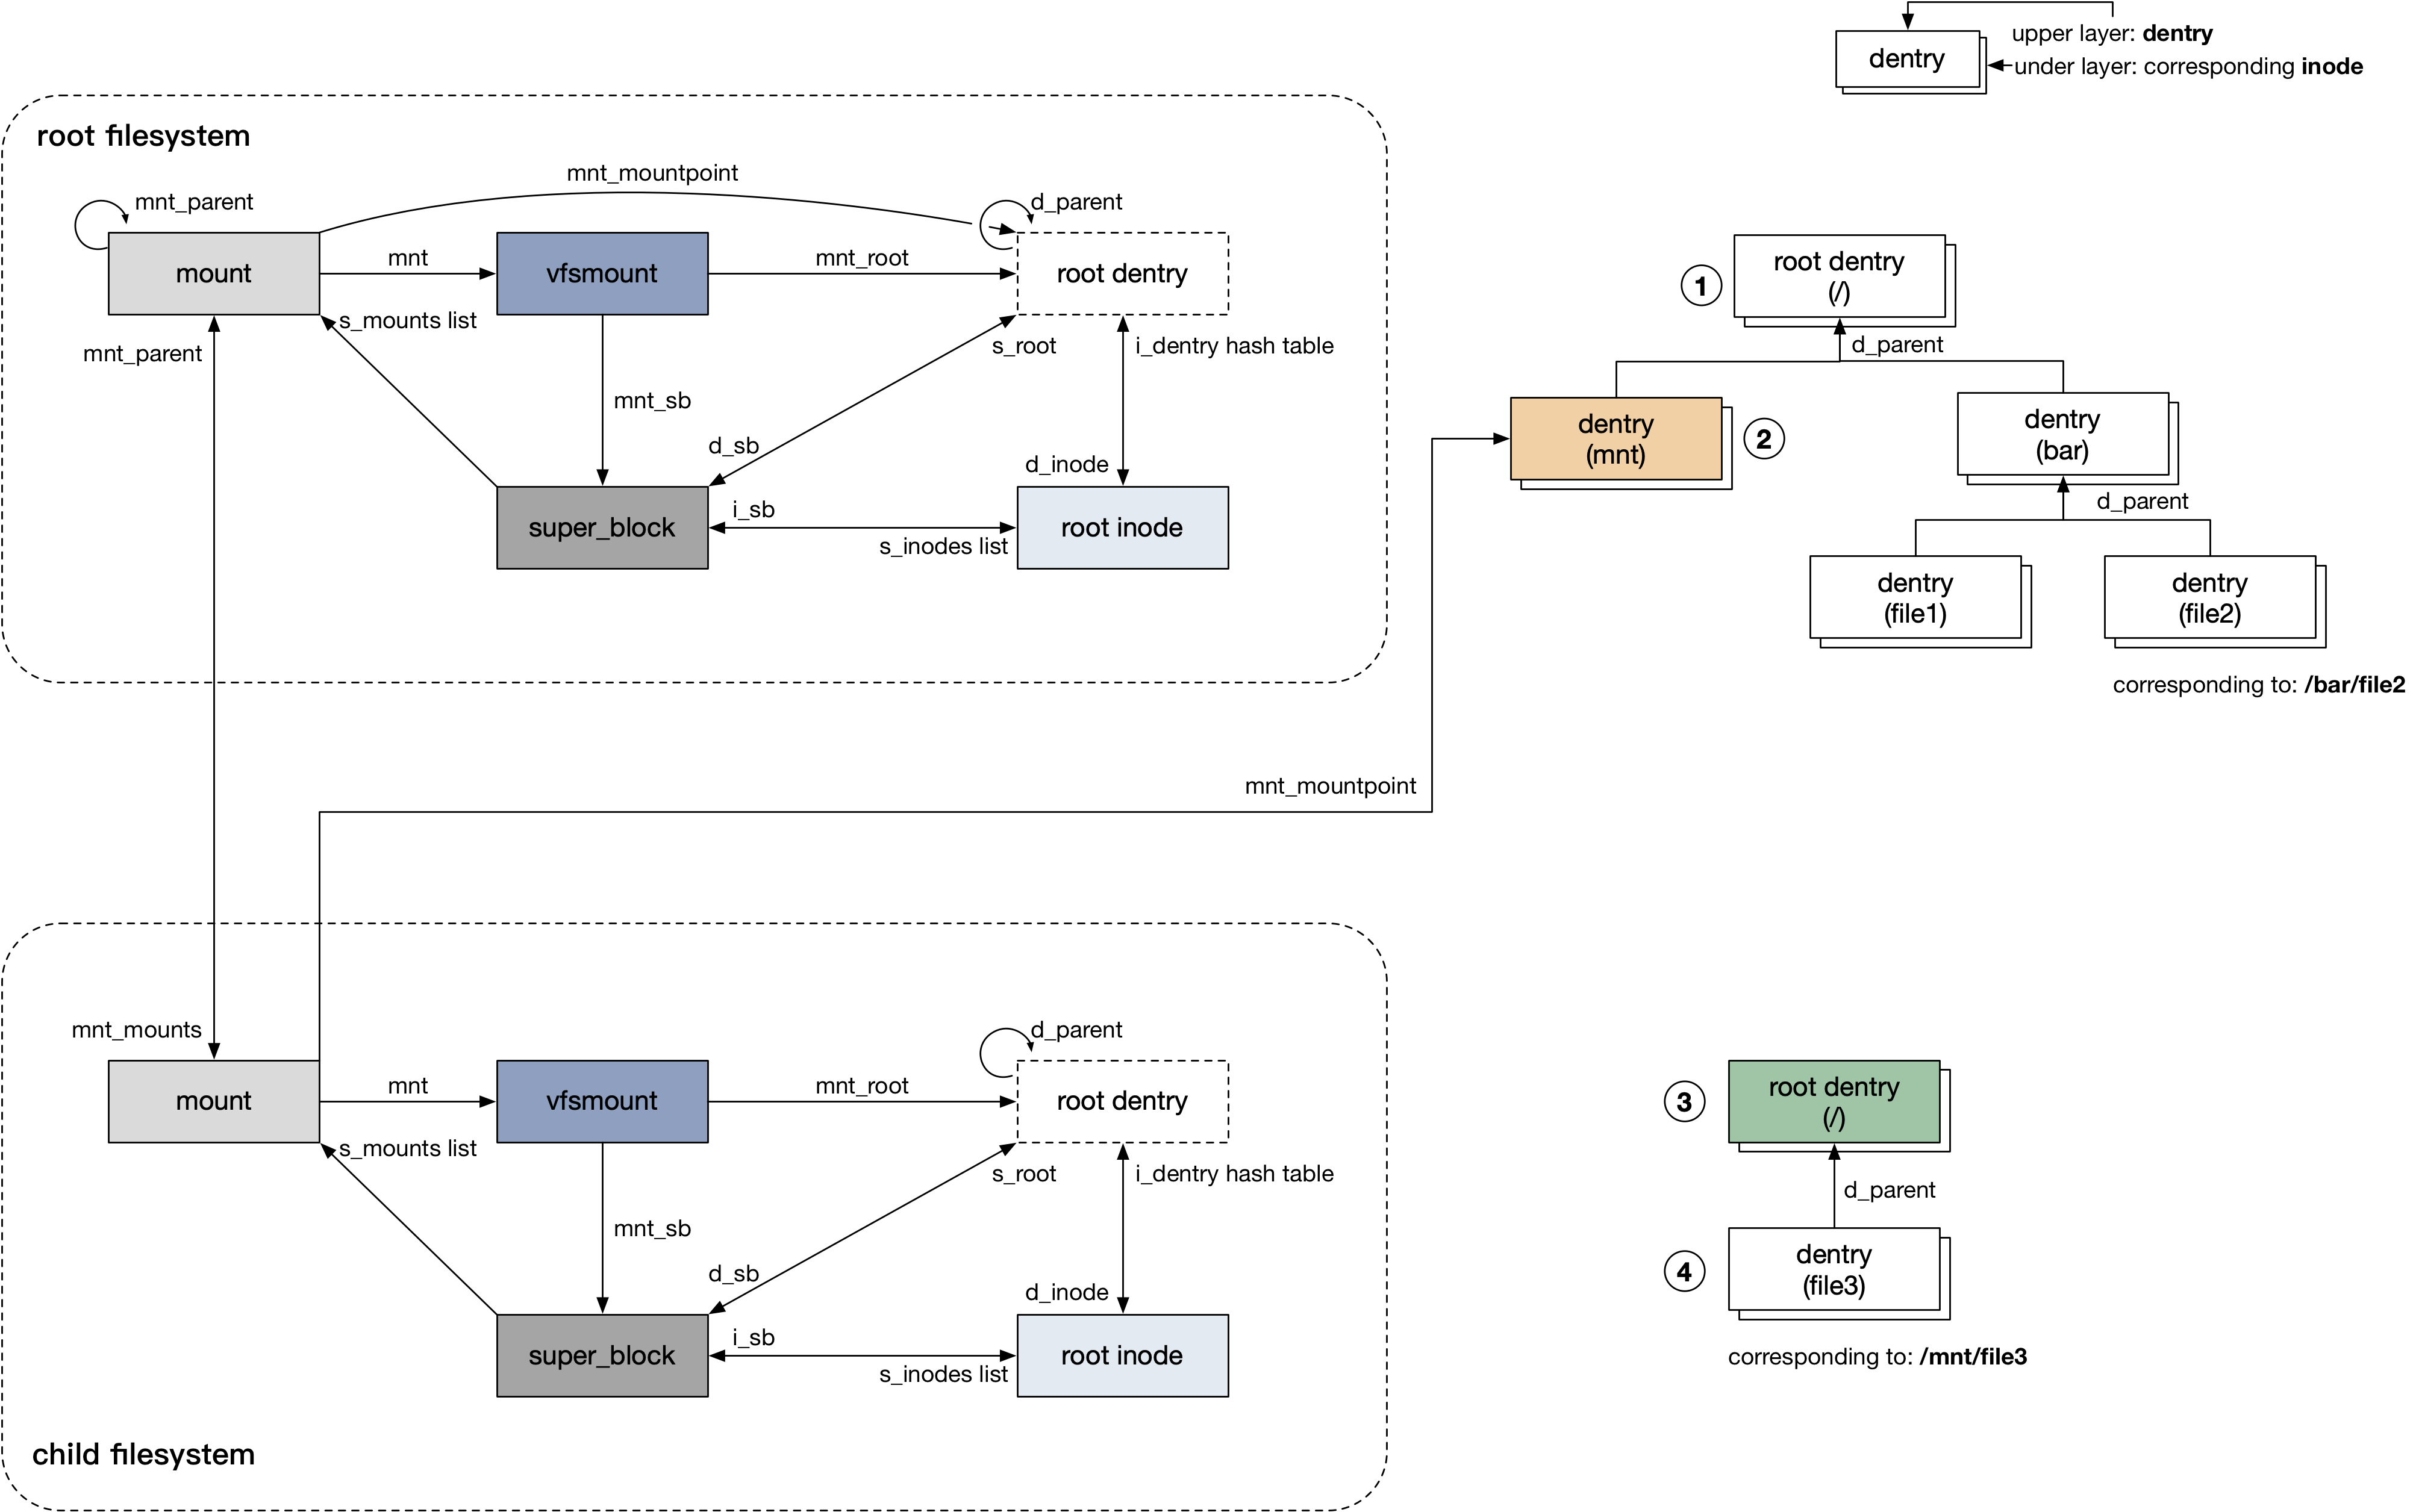 upper layer: dentry
dentry
under layer: corresponding inode
root filesystem
mnt_mountpoint
mnt_parent
d_parent
mount
mnt
vfsmount
mnt_root
root dentry
s_mounts list
mnt_parent
s_root
i_dentry hash table
mnt_sb
d_sb
d_inode
super_block
i_sb
s_inodes list
root inode
1
root dentry
(/)
d_parent
dentry
(mnt)
2
dentry
(bar)
d_parent
dentry
(file1)
dentry
(file2)
corresponding to: /bar/file2
mnt_mountpoint
mnt_mounts
d_parent
mount
mnt
vfsmount
mnt_root
root dentry
s_mounts list
s_root
i_dentry hash table
mnt_sb
d_sb
d_inode
super_block
i_sb
s_inodes list
root inode
child filesystem
3
root dentry
(/)
d_parent
4
dentry
(file3)
corresponding to: /mnt/file3